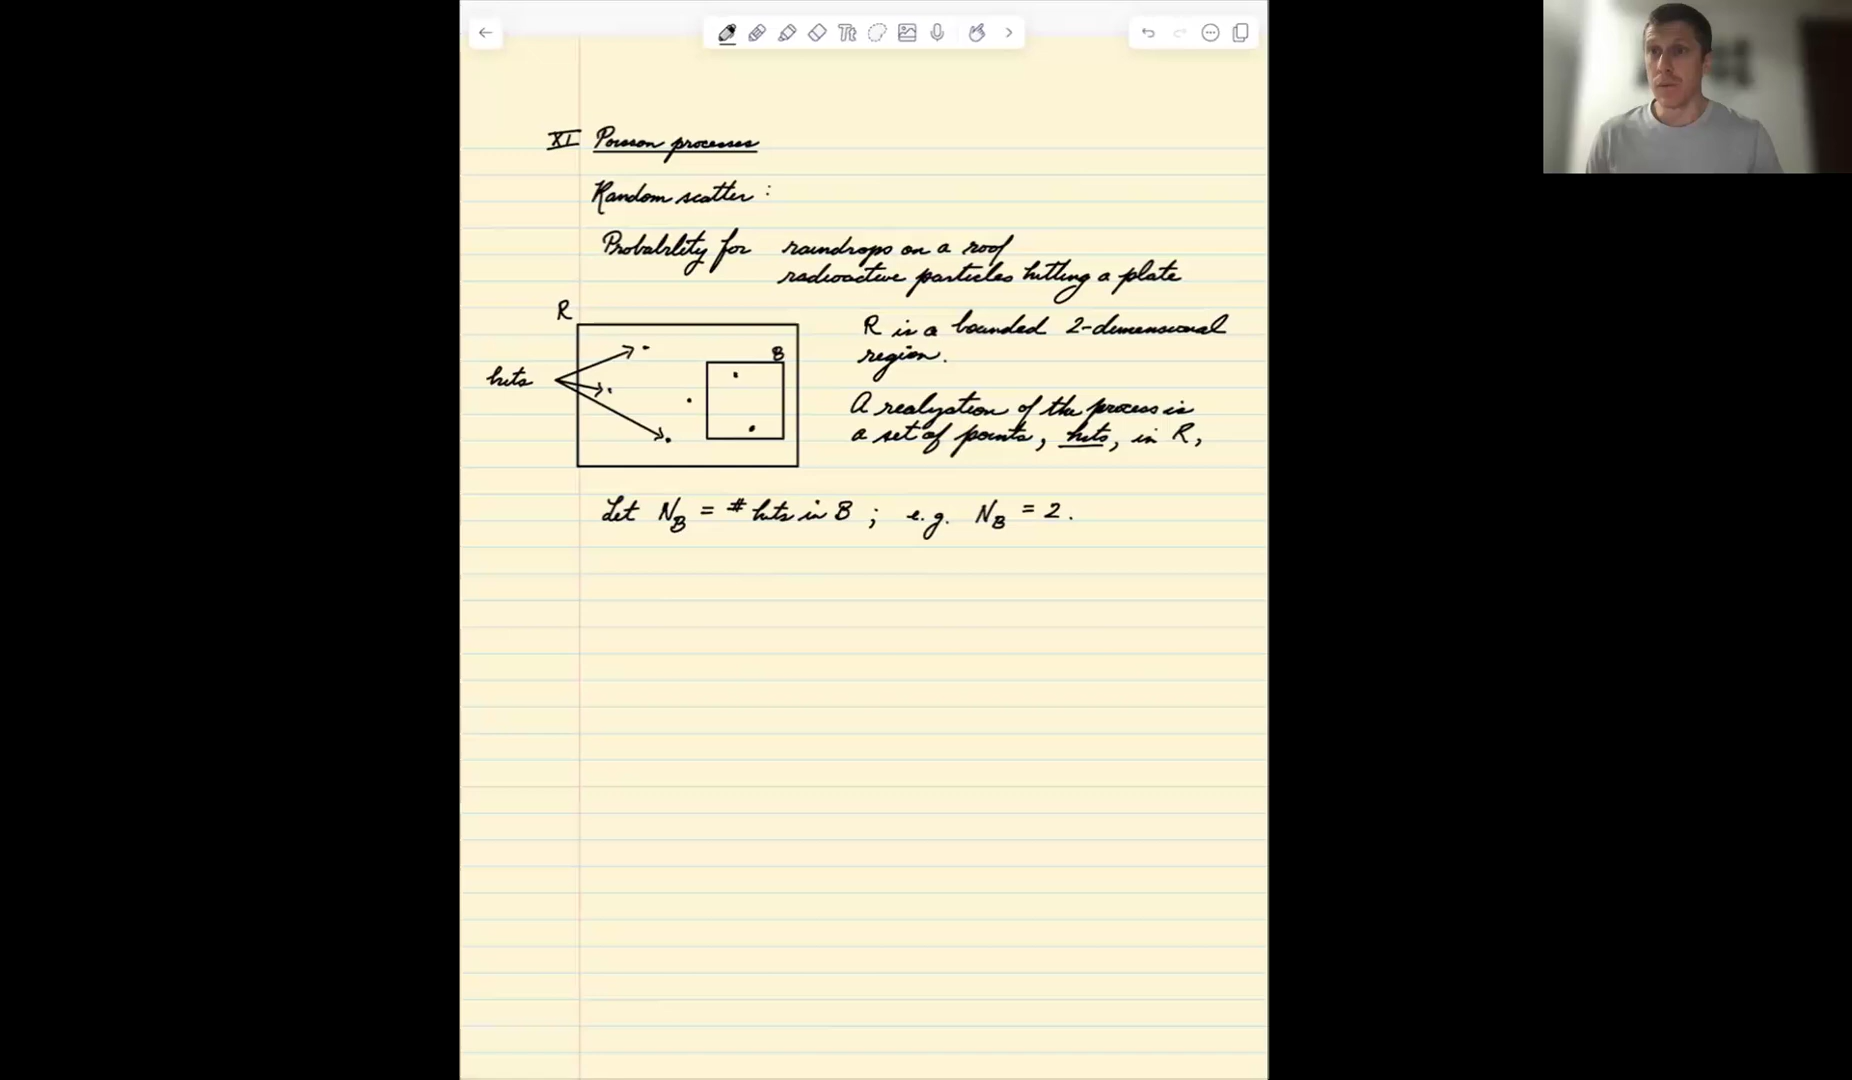 XI Poisson processes
Random scatter :
Probability for raindrops on a roof
radioactive particles hitting a plate
R
R is a bounded 2-dimensional
region.
B
hits
A realization of the process is
a set of points, hits, in R,
Let N_B = # hits in B ; e.g. N_B = 2.
Tt